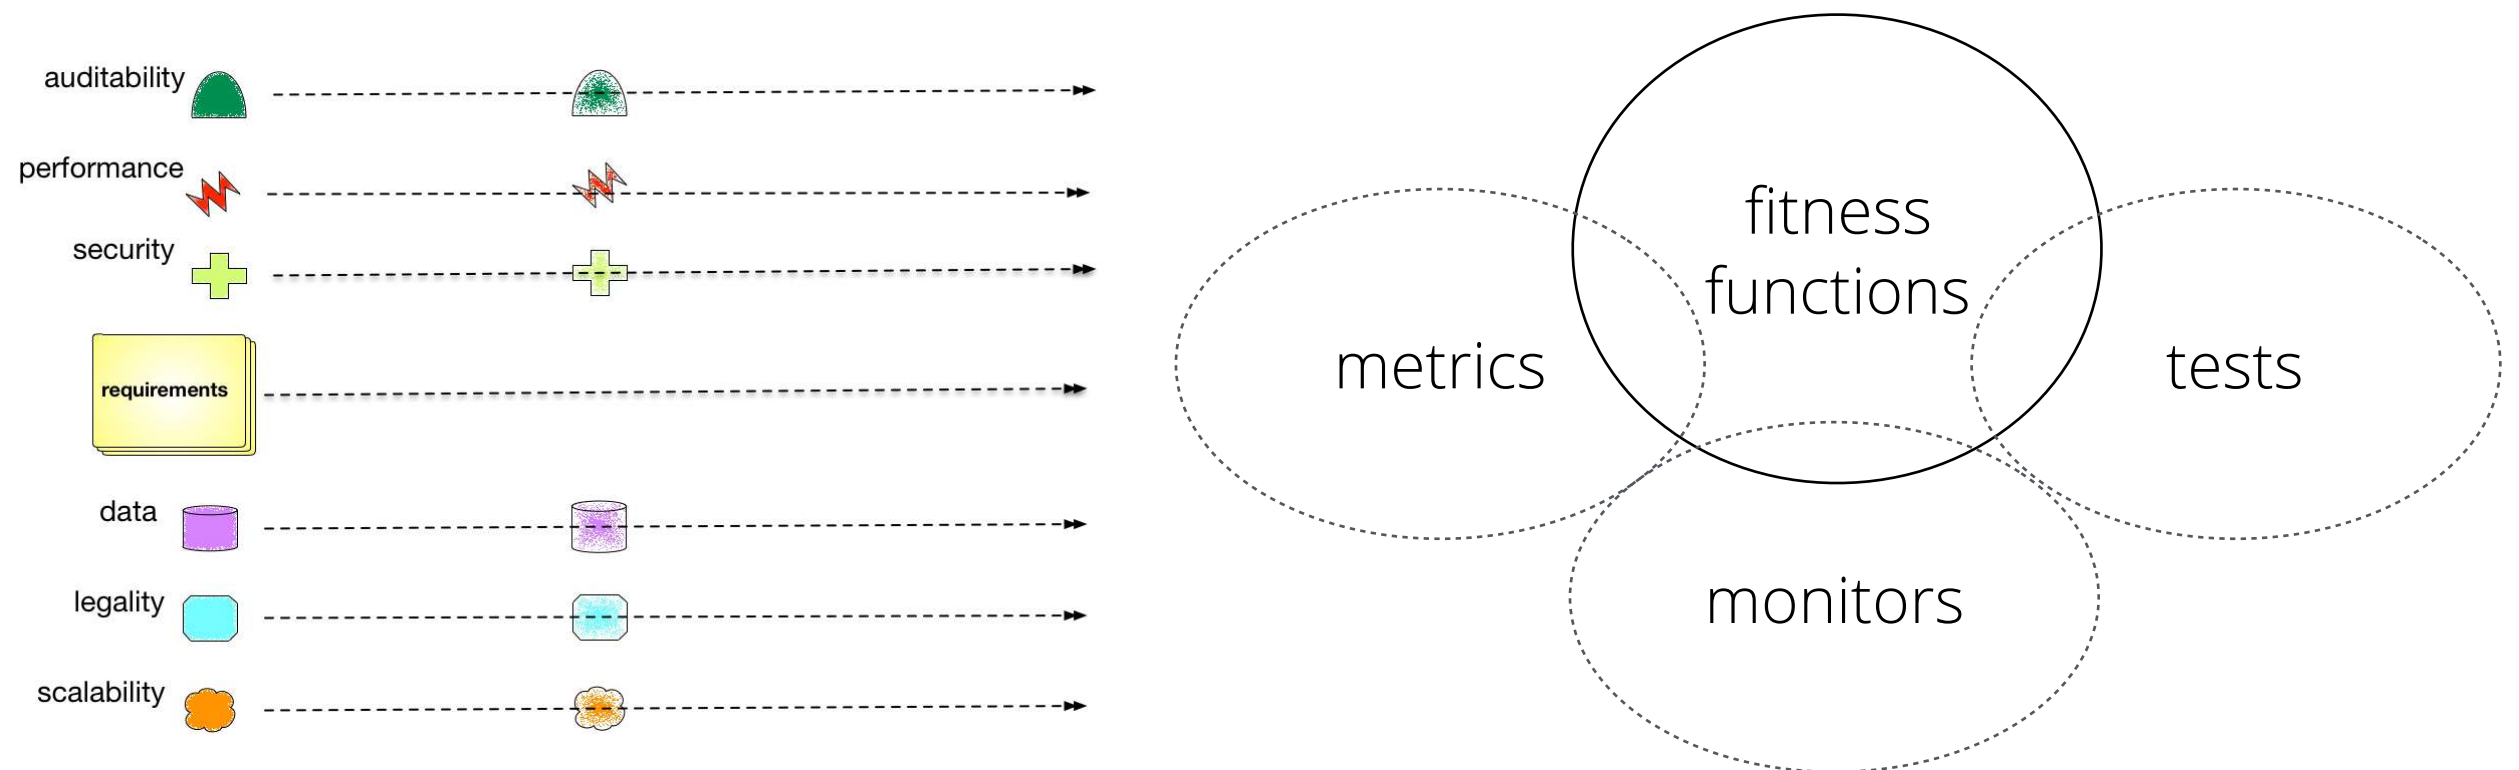 auditability
performance
security
requirements
data
legality
scalability
fitness
functions
metrics
tests
monitors